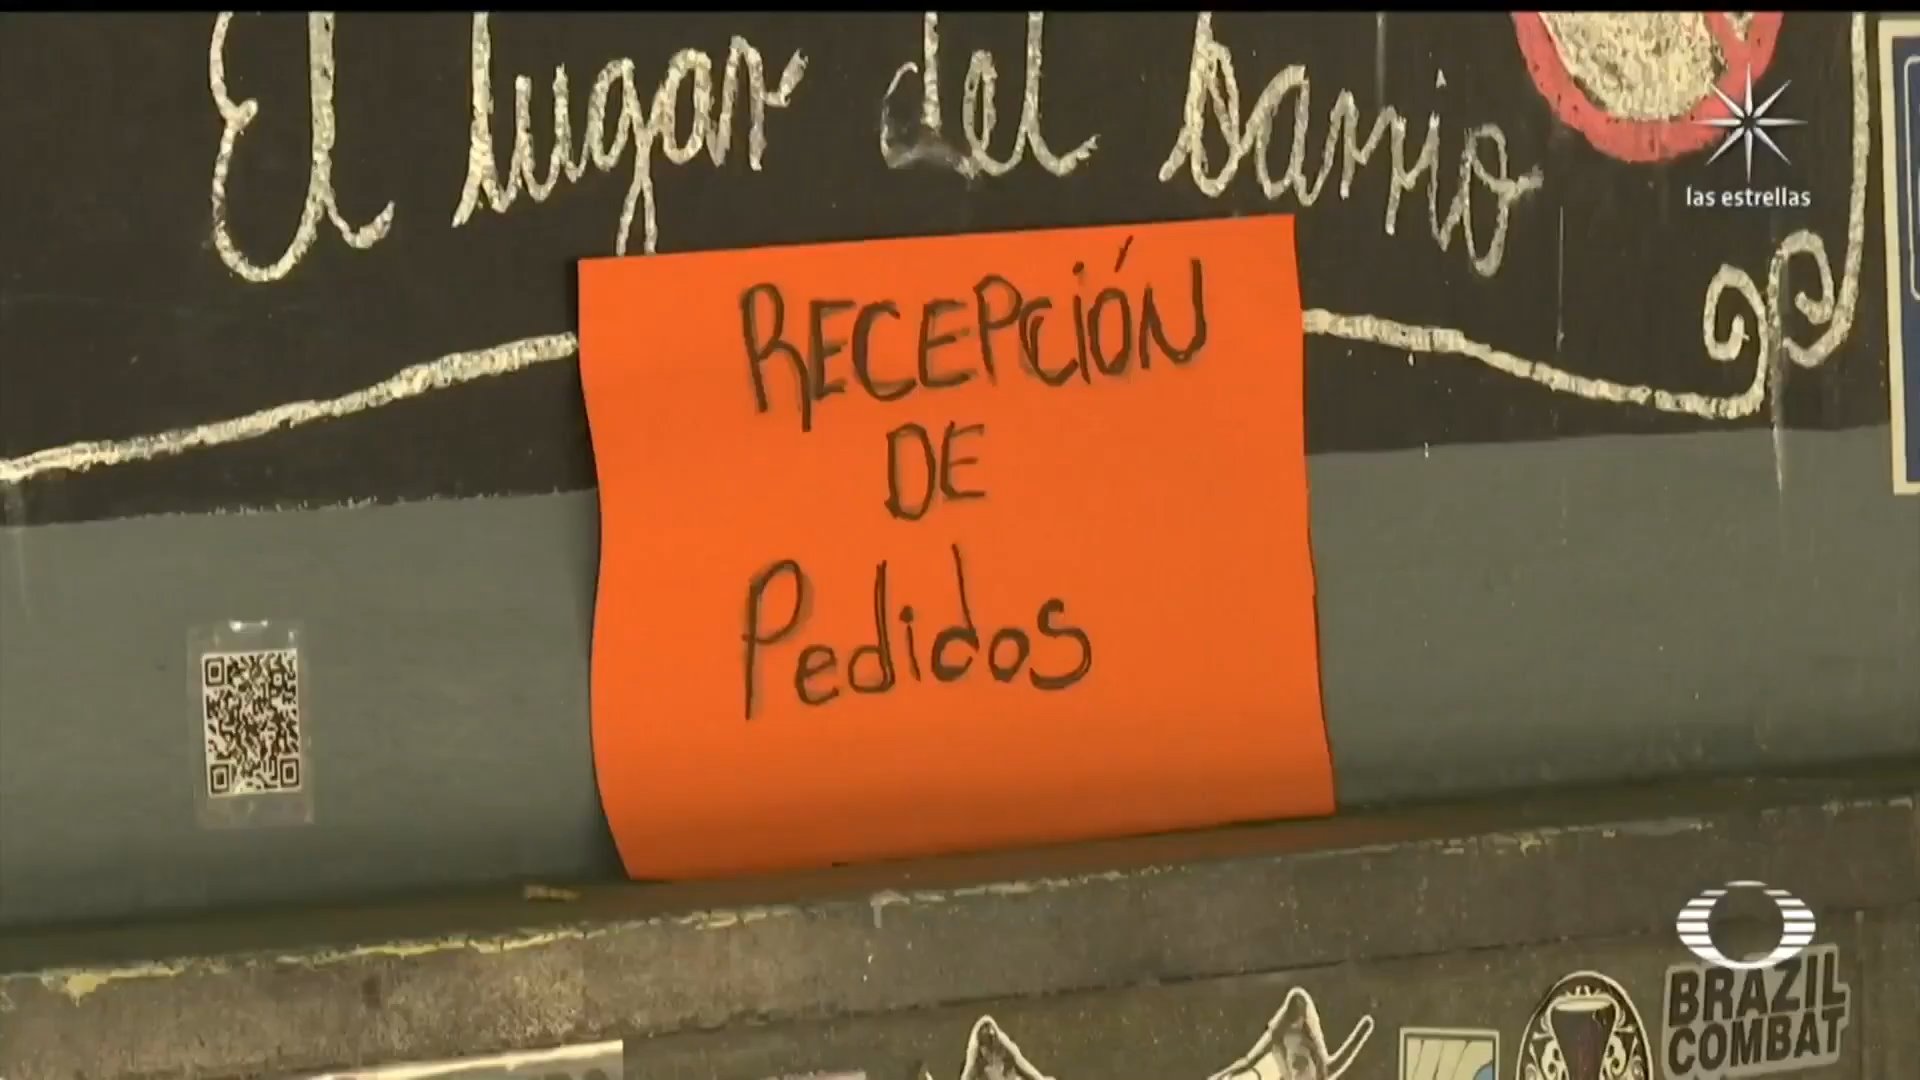 El lugar del barrio
las estrellas
RECEPCIÓN
DE
Pedidos
BRAZIL
COMBAT